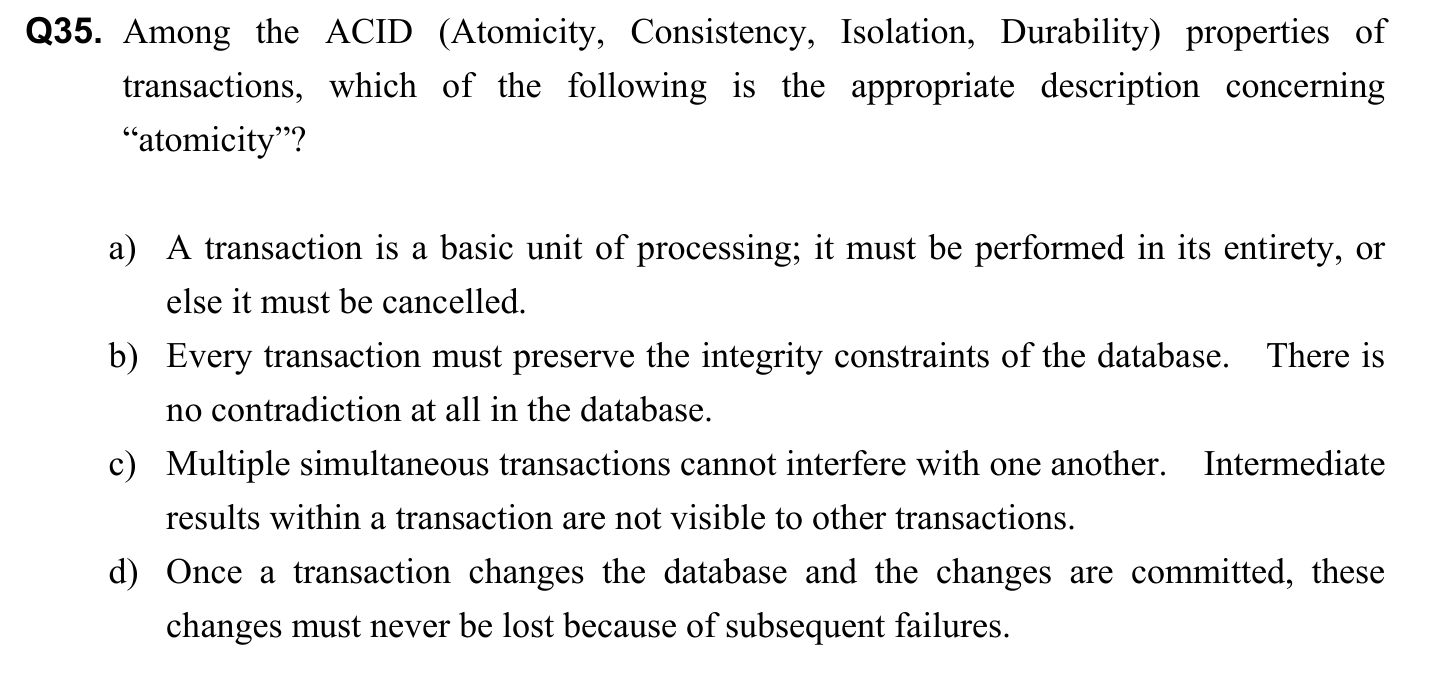 Q35. Among the ACID (Atomicity, Consistency, Isolation, Durability) properties of
transactions, which of the following is the appropriate description concerning
“atomicity”?
a) A transaction is a basic unit of processing; it must be performed in its entirety, or
else it must be cancelled.
b) Every transaction must preserve the integrity constraints of the database. There is
no contradiction at all in the database.
c) Multiple simultaneous transactions cannot interfere with one another. Intermediate
results within a transaction are not visible to other transactions.
d) Once a transaction changes the database and the changes are committed, these
changes must never be lost because of subsequent failures.